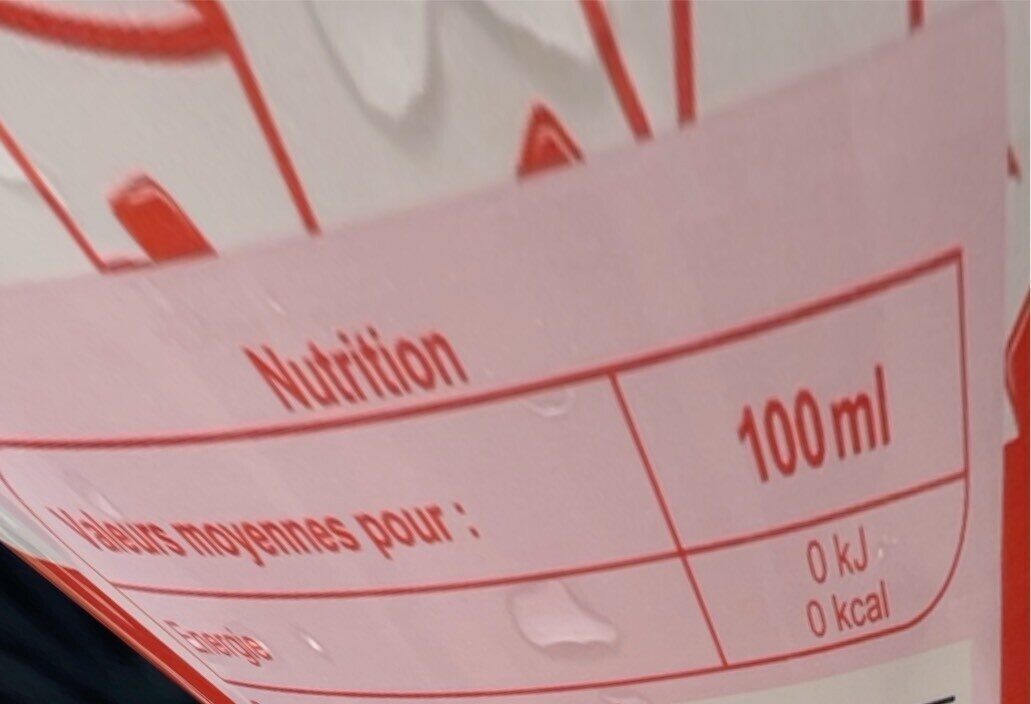 Nutrition
Valeurs moyennes pour :
100 ml
Energie
0 kJ
0 kcal